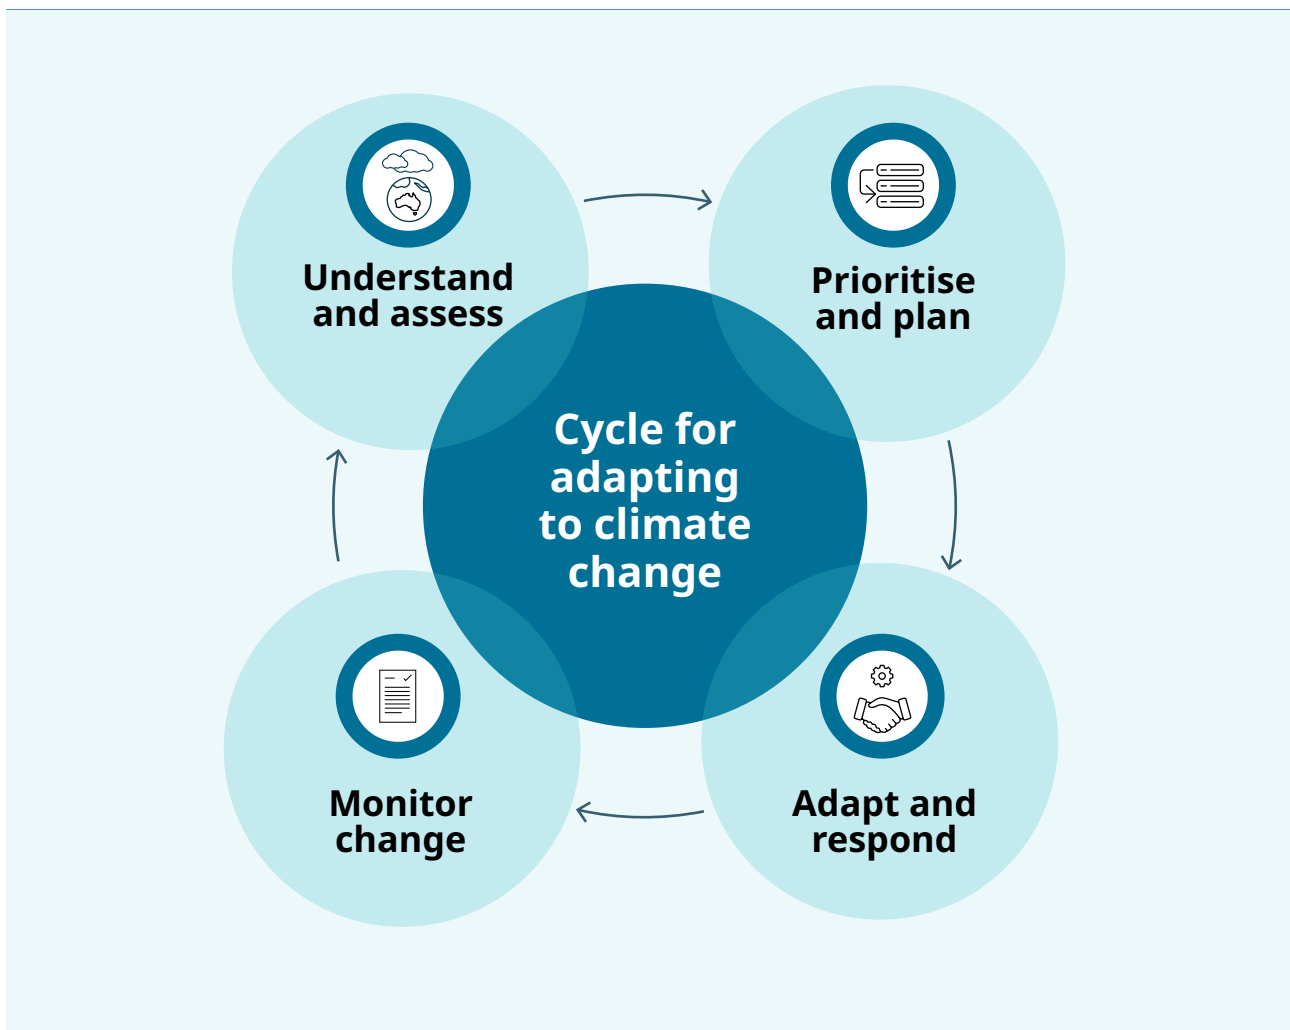 Understand
and assess
Prioritise
and plan
Cycle for
adapting
to climate
change
Monitor
change
Adapt and
respond